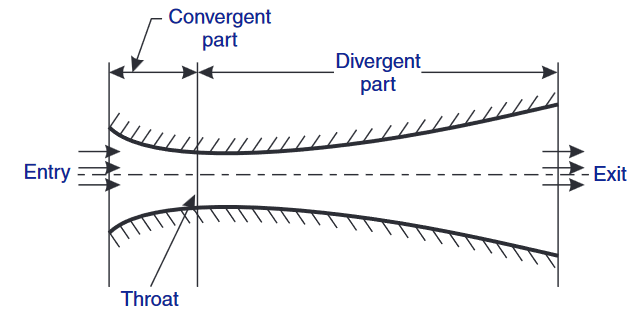 Convergent
part
Divergent
part
Entry
Exit
Throat